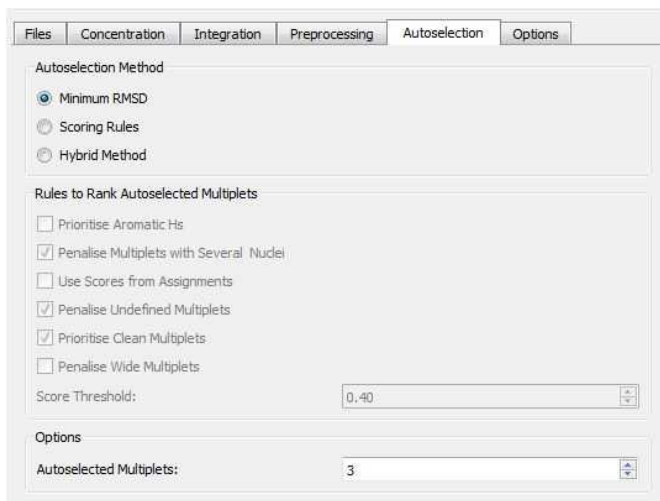 Files Concentration Integration Preprocessing Autoselection Options
Autoselection Method
Minimum RMSD
Scoring Rules
Hybrid Method
Rules to Rank Autoselected Multiplets
Prioritise Aromatic Hs
Penalise Multiplets with Several Nuclei
Use Scores from Assignments
Penalise Undefined Multiplets
Prioritise Clean Multiplets
Penalise Wide Multiplets
Score Threshold: 0.40
Options
Autoselected Multiplets: 3